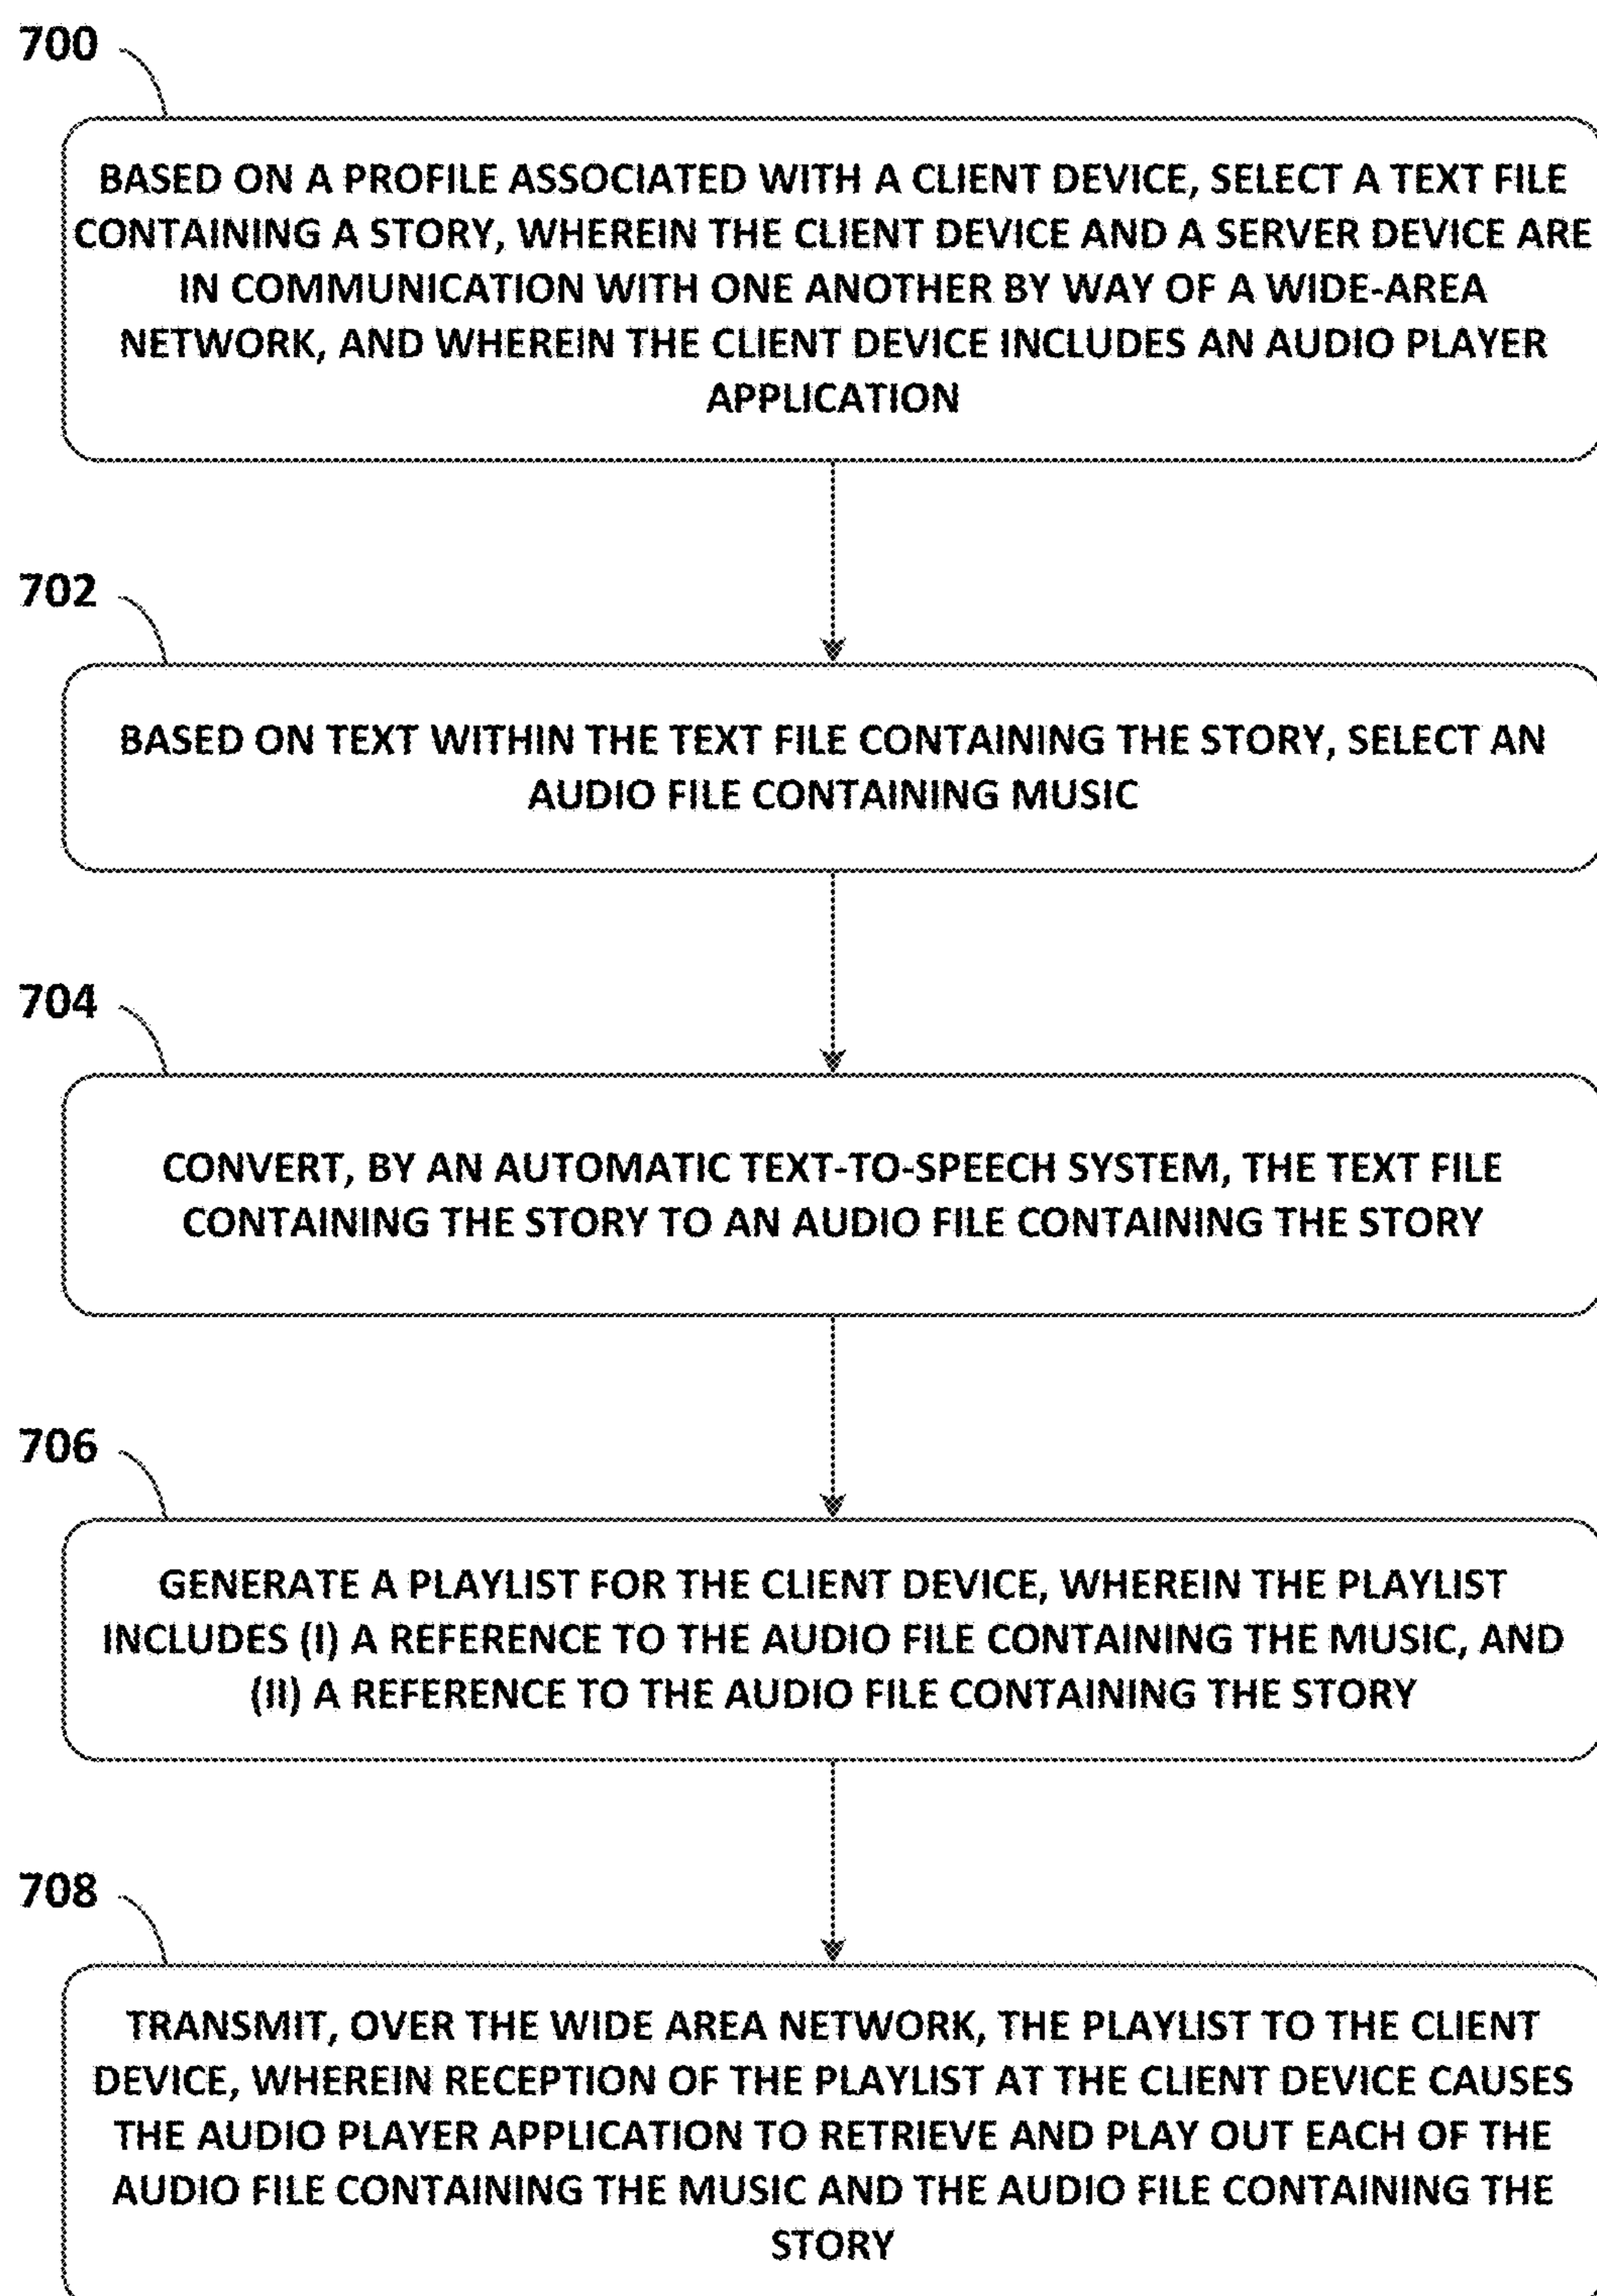 700
BASED ON A PROFILE ASSOCIATED WITH A CLIENT DEVICE, SELECT A TEXT FILE
CONTAINING A STORY, WHEREIN THE CLIENT DEVICE AND A SERVER DEVICE ARE
IN COMMUNICATION WITH ONE ANOTHER BY WAY OF A WIDE-AREA
NETWORK, AND WHEREIN THE CLIENT DEVICE INCLUDES AN AUDIO PLAYER
APPLICATION
702
BASED ON TEXT WITHIN THE TEXT FILE CONTAINING THE STORY, SELECT AN
AUDIO FILE CONTAINING MUSIC
704
CONVERT, BY AN AUTOMATIC TEXT-TO-SPEECH SYSTEM, THE TEXT FILE
CONTAINING THE STORY TO AN AUDIO FILE CONTAINING THE STORY
706
GENERATE A PLAYLIST FOR THE CLIENT DEVICE, WHEREIN THE PLAYLIST
INCLUDES (I) A REFERENCE TO THE AUDIO FILE CONTAINING THE MUSIC, AND
(II) A REFERENCE TO THE AUDIO FILE CONTAINING THE STORY
708
TRANSMIT, OVER THE WIDE AREA NETWORK, THE PLAYLIST TO THE CLIENT
DEVICE, WHEREIN RECEPTION OF THE PLAYLIST AT THE CLIENT DEVICE CAUSES
THE AUDIO PLAYER APPLICATION TO RETRIEVE AND PLAY OUT EACH OF THE
AUDIO FILE CONTAINING THE MUSIC AND THE AUDIO FILE CONTAINING THE
STORY